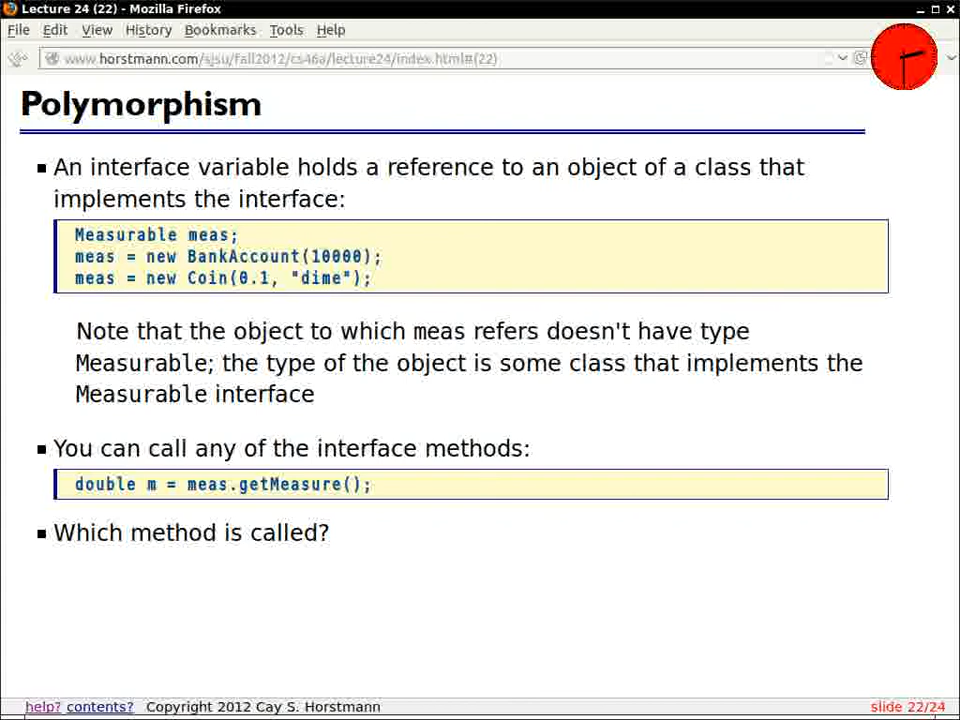 Lecture 24 (22) - Mozilla Firefox
File Edit View History Bookmarks Tools Help
www.horstmann.com/sjsu/fall2012/cs46a/lecture24/index.html#(22)
Polymorphism
An interface variable holds a reference to an object of a class that
implements the interface:
Measurable meas;
meas = new BankAccount(10000);
meas = new Coin(0.1, "dime");
Note that the object to which meas refers doesn't have type
Measurable; the type of the object is some class that implements the
Measurable interface
You can call any of the interface methods:
double m = meas.getMeasure();
Which method is called?
help? contents? Copyright 2012 Cay S. Horstmann slide 22/24